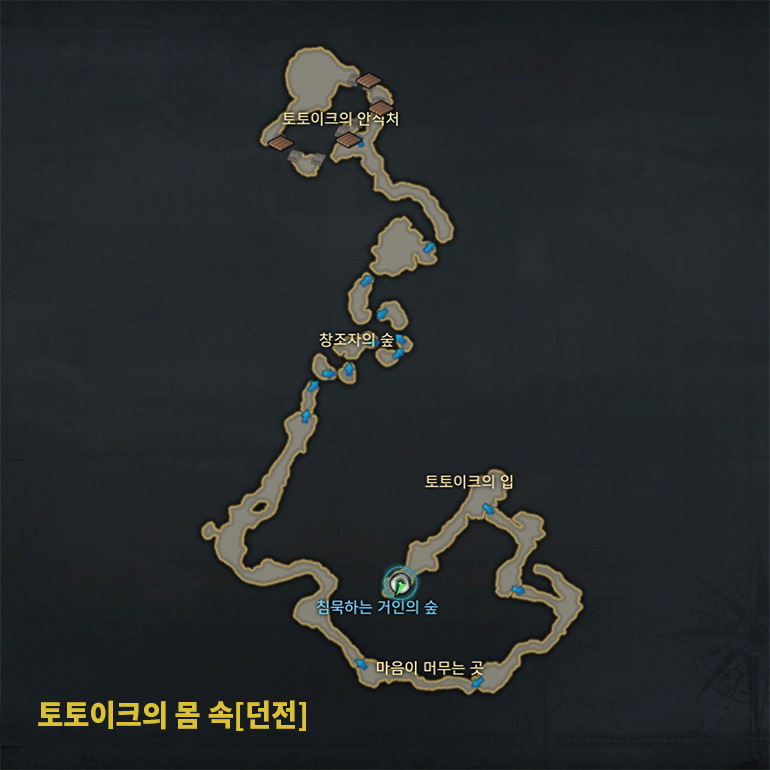 토토이크의 안식처
창조자의 숲
토토이크의 입
침묵하는 거인의 숲
마음이 머무는 곳
토토이크의 몸 속[던전]